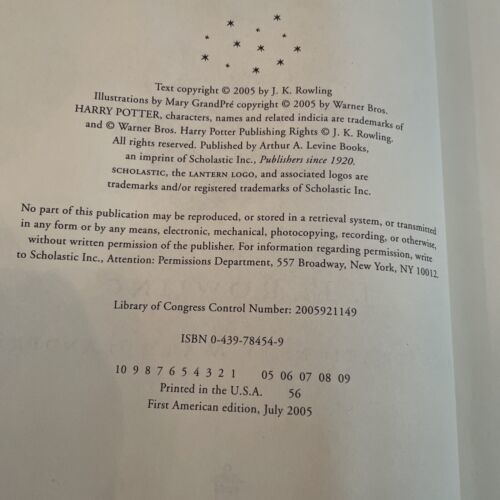 Text copyright © 2005 by J. K. Rowling
Illustrations by Mary GrandPré copyright © 2005 by Warner Bros.
HARRY POTTER, characters, names and related indicia are trademarks of
and © Warner Bros. Harry Potter Publishing Rights © J. K. Rowling.
All rights reserved. Published by Arthur A. Levine Books,
an imprint of Scholastic Inc., Publishers since 1920.
SCHOLASTIC, the LANTERN LOGO, and associated logos are
trademarks and/or registered trademarks of Scholastic Inc.
No part of this publication may be reproduced, or stored in a retrieval system, or transmitted
in any form or by any means, electronic, mechanical, photocopying, recording, or otherwise,
without written permission of the publisher. For information regarding permission, write
to Scholastic Inc., Attention: Permissions Department, 557 Broadway, New York, NY 10012.
Library of Congress Control Number: 2005921149
ISBN 0-439-78454-9
10 9 8 7 6 5 4 3 2 1 05 06 07 08 09
Printed in the U.S.A. 56
First American edition, July 2005